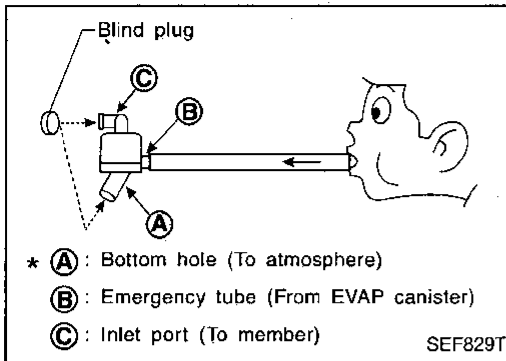 Blind plug
C
B
A
* A : Bottom hole (To atmosphere)
B : Emergency tube (From EVAP canister)
C : Inlet port (To member)
SEF829T